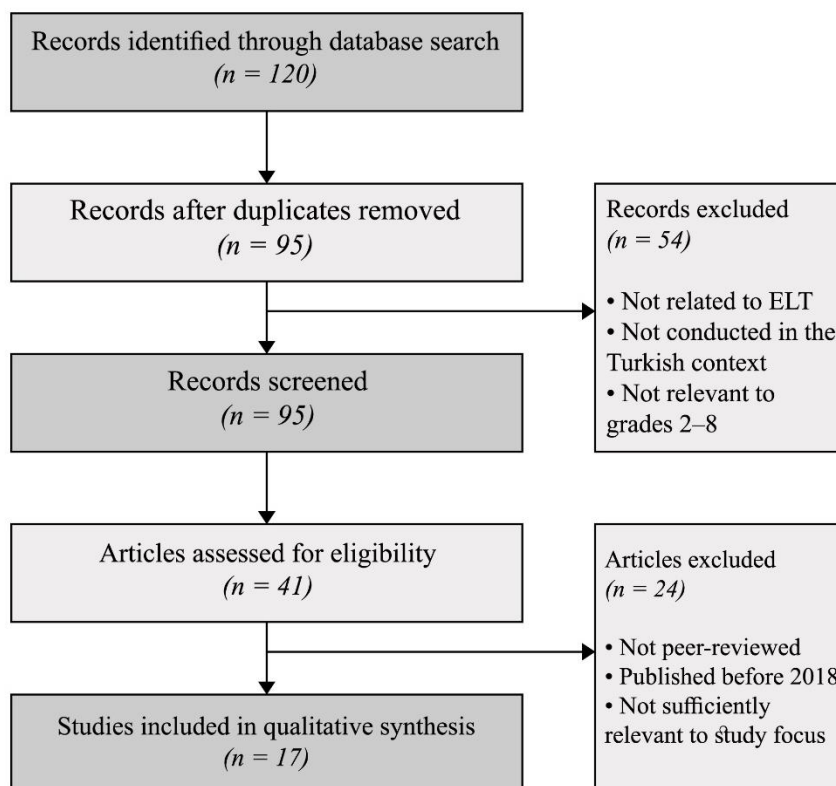 Records identified through database search
(n = 120)
Records after duplicates removed
(n = 95)
Records excluded
(n = 54)
• Not related to ELT
• Not conducted in the
Turkish context
• Not relevant to
grades 2–8
Records screened
(n = 95)
Articles assessed for eligibility
(n = 41)
Articles excluded
(n = 24)
• Not peer-reviewed
• Published before 2018
• Not sufficiently
relevant to study focus
Studies included in qualitative synthesis
(n = 17)